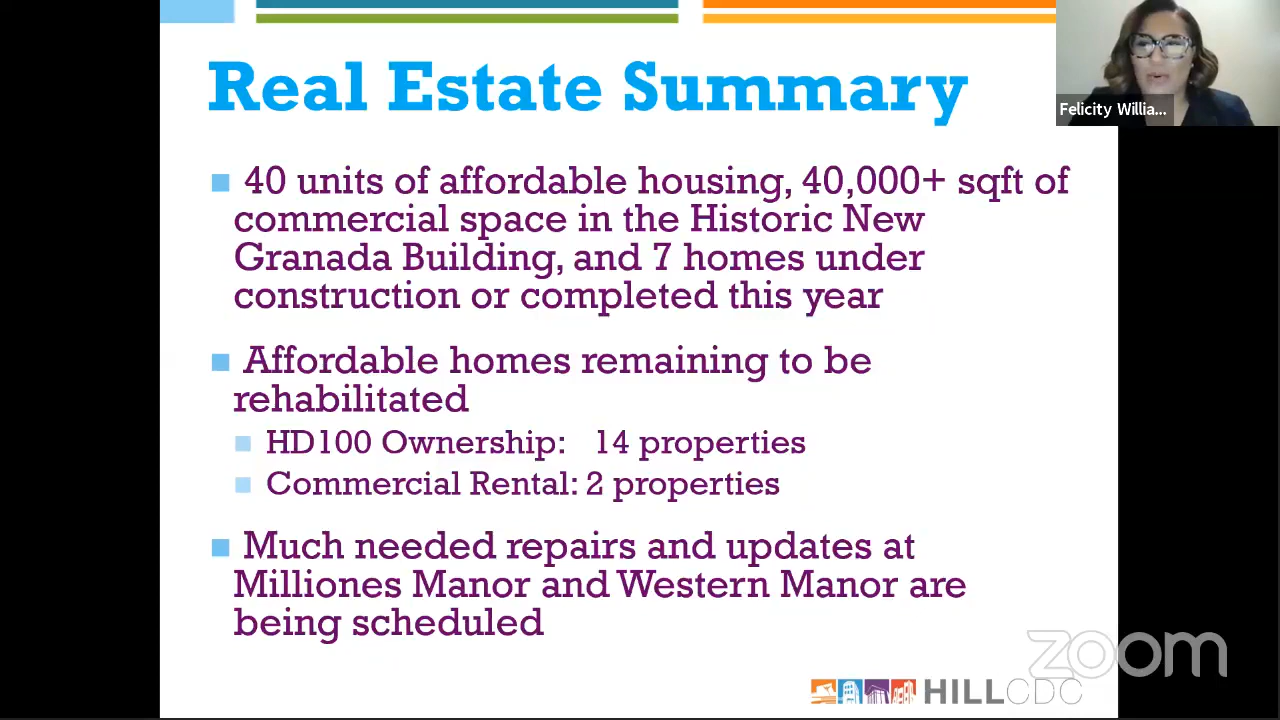 Real Estate Summary
Felicity Willia...
40 units of affordable housing, 40,000+ sqft of
commercial space in the Historic New
Granada Building, and 7 homes under
construction or completed this year
Affordable homes remaining to be
rehabilitated
HD100 Ownership: 14 properties
Commercial Rental: 2 properties
Much needed repairs and updates at
Milliones Manor and Western Manor are
being scheduled
zoom
HILLCDC